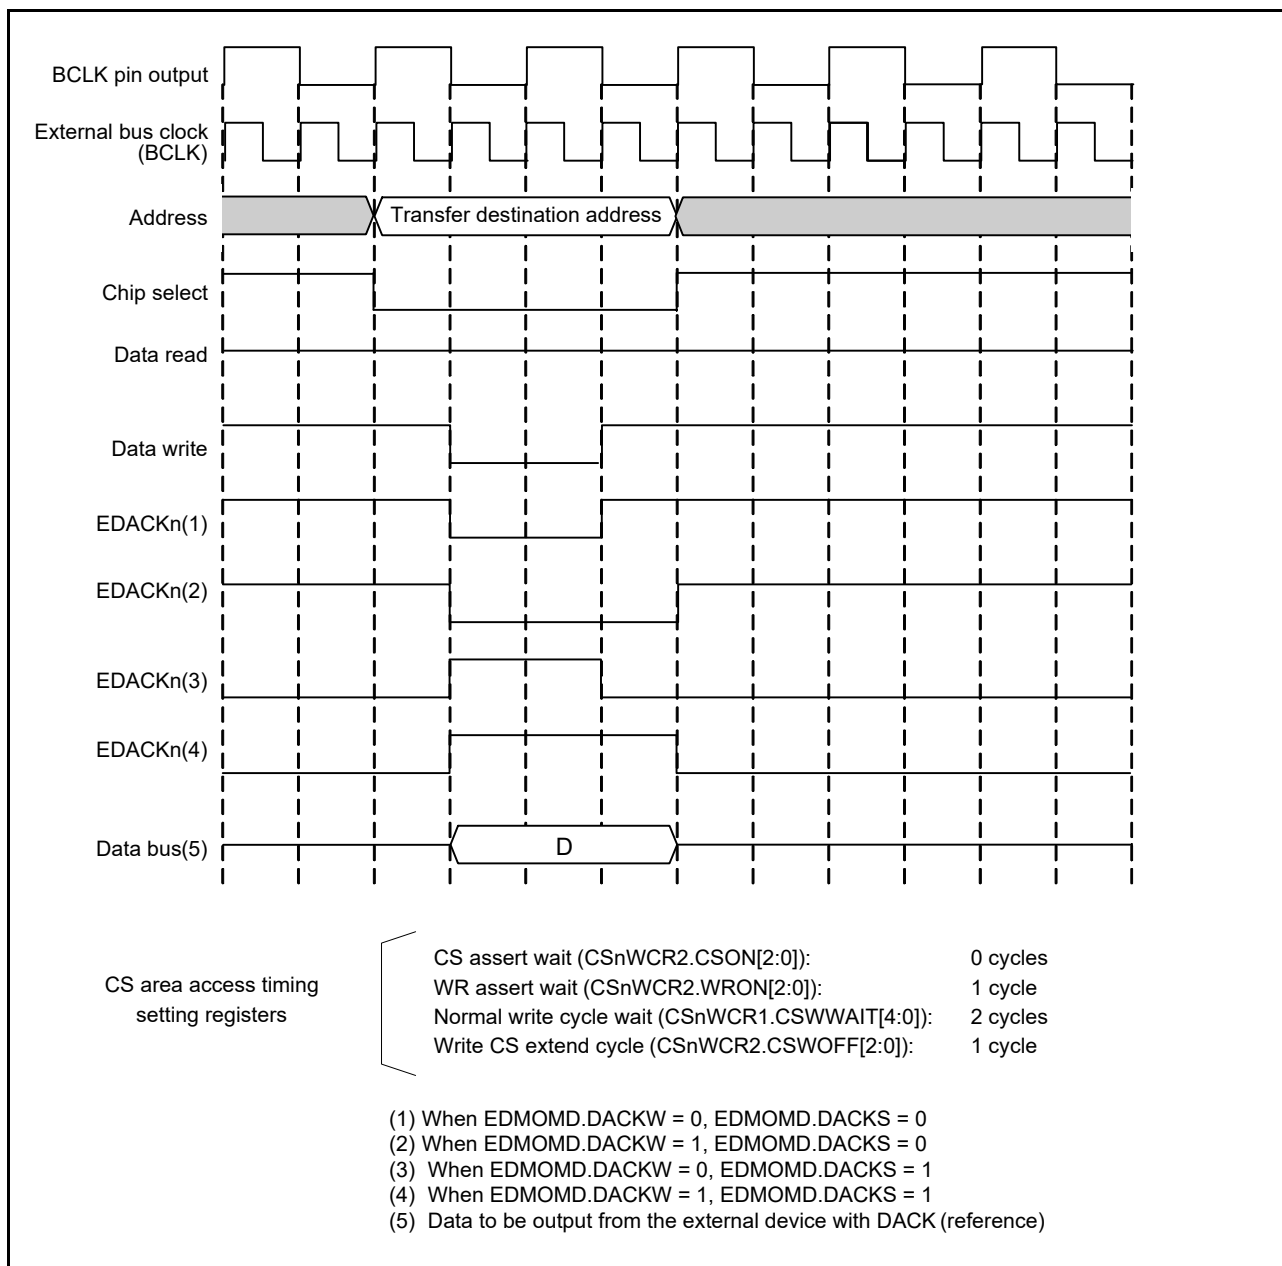 BCLK pin output
External bus clock
(BCLK)
Address
Transfer destination address
Chip select
Data read
Data write
EDACKn(1)
EDACKn(2)
EDACKn(3)
EDACKn(4)
Data bus(5)
D
CS area access timing
setting registers
CS assert wait (CSnWCR2.CSON[2:0]): 0 cycles
WR assert wait (CSnWCR2.WRON[2:0]): 1 cycle
Normal write cycle wait (CSnWCR1.CSWWAIT[4:0]): 2 cycles
Write CS extend cycle (CSnWCR2.CSWOFF[2:0]): 1 cycle
(1) When EDMOMD.DACKW = 0, EDMOMD.DACKS = 0
(2) When EDMOMD.DACKW = 1, EDMOMD.DACKS = 0
(3) When EDMOMD.DACKW = 0, EDMOMD.DACKS = 1
(4) When EDMOMD.DACKW = 1, EDMOMD.DACKS = 1
(5) Data to be output from the external device with DACK (reference)